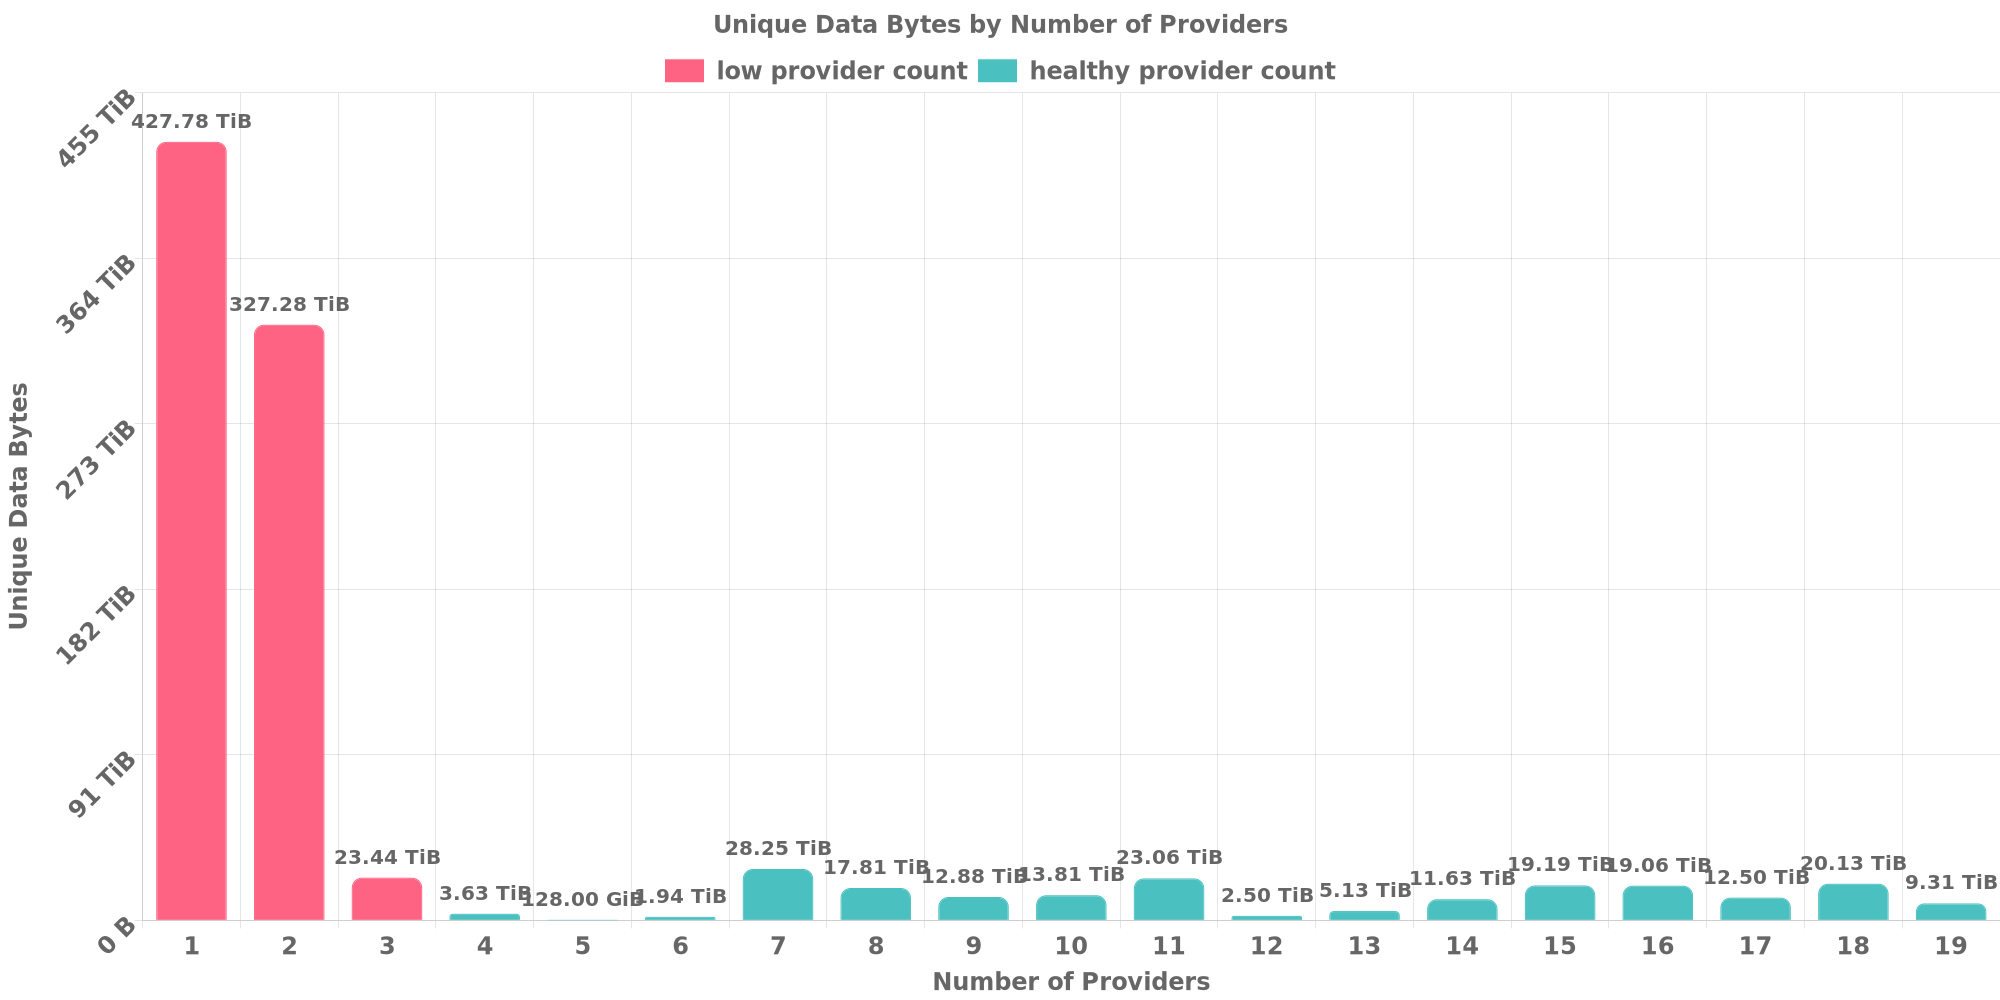 Unique Data Bytes by Number of Providers
low provider count healthy provider count
Unique Data Bytes
455 TiB
364 TiB
273 TiB
182 TiB
91 TiB
0 B
427.78 TiB
327.28 TiB
23.44 TiB
3.63 TiB
128.00 GiB
1.94 TiB
28.25 TiB
17.81 TiB
12.88 TiB
13.81 TiB
23.06 TiB
2.50 TiB
5.13 TiB
11.63 TiB
19.19 TiB
19.06 TiB
12.50 TiB
20.13 TiB
9.31 TiB
1 2 3 4 5 6 7 8 9 10 11 12 13 14 15 16 17 18 19
Number of Providers